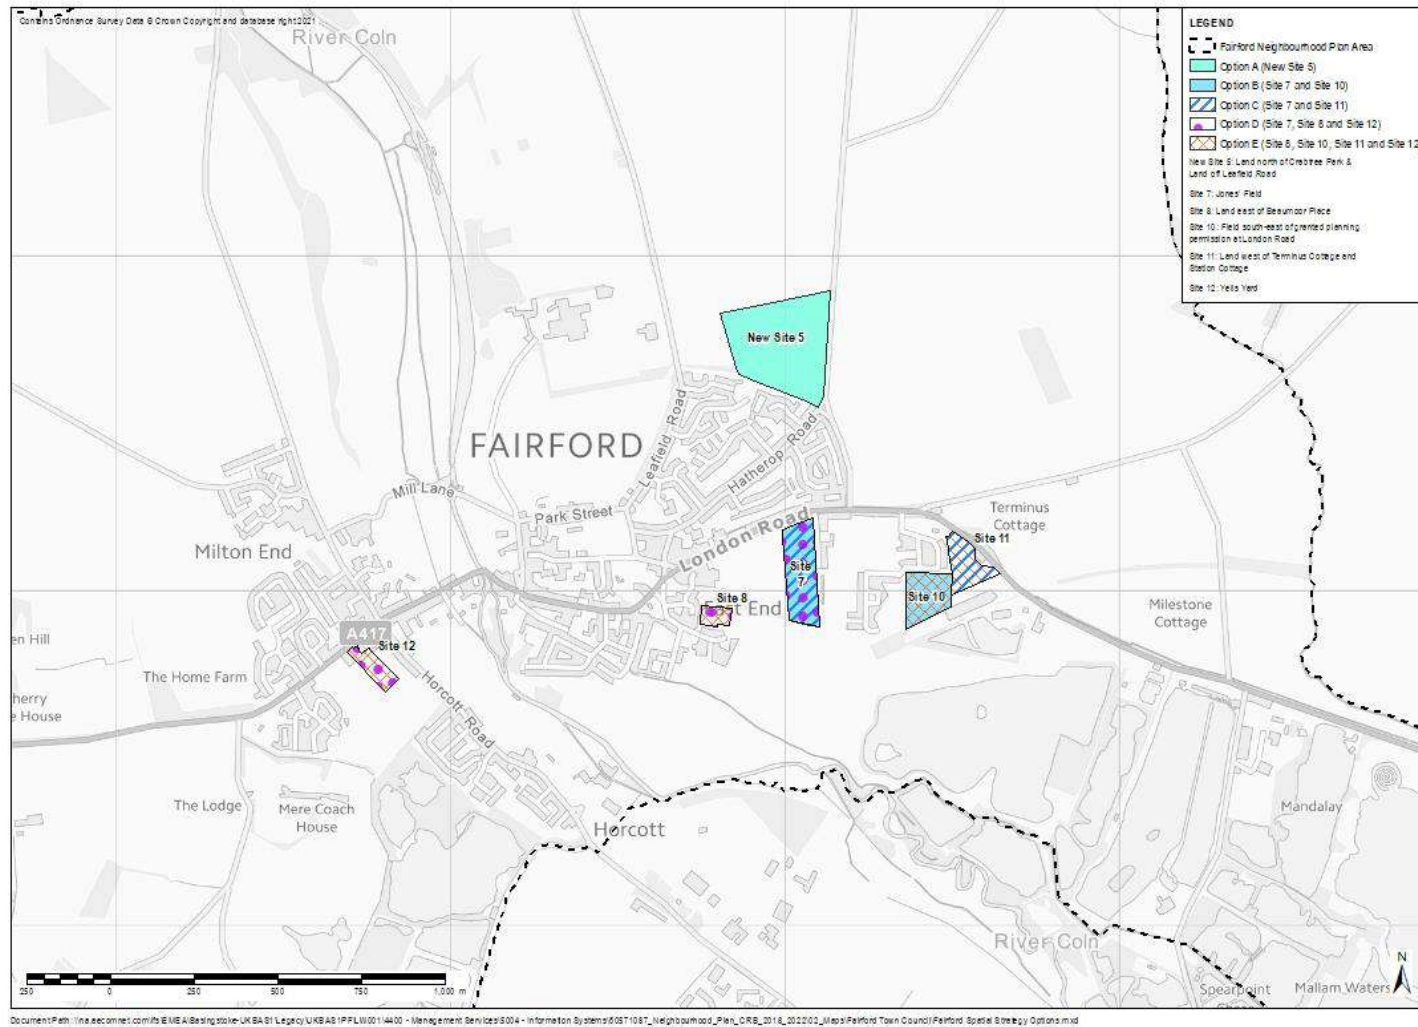 Contains Ordnance Survey Data © Crown Copyright and database right 2021
River Coln
LEGEND
Fairford Neighbourhood Plan Area
Option A (New Site 5)
Option B (Site 7 and Site 10)
Option C (Site 7 and Site 11)
Option D (Site 7, Site 8 and Site 12)
Option E (Site 8, Site 10, Site 11 and Site 12
New Site 5: Land north of Crabtree Park &
Land off Leafield Road
Site 7: Jones' Field
Site 8: Land east of Beaumoor Place
Site 10: Field south-east of granted planning
permission at London Road
Site 11: Land west of Terminus Cottage and
Station Cottage
Site 12: Yells Yard
New Site 5
FAIRFORD
Leafield Road
Hatherop Road
Mill Lane
Park Street
London Road
Terminus
Cottage
Site 11
Milton End
Site
7
Site 10
Site 8
East End
Milestone
Cottage
A417
Site 12
en Hill
The Home Farm
herry
e House
Horcott Road
The Lodge
Mere Coach
House
Horcott
Mandalay
River Coln
Spearpoint
Mallam Waters
N
250 0 250 500 750 1,000 m